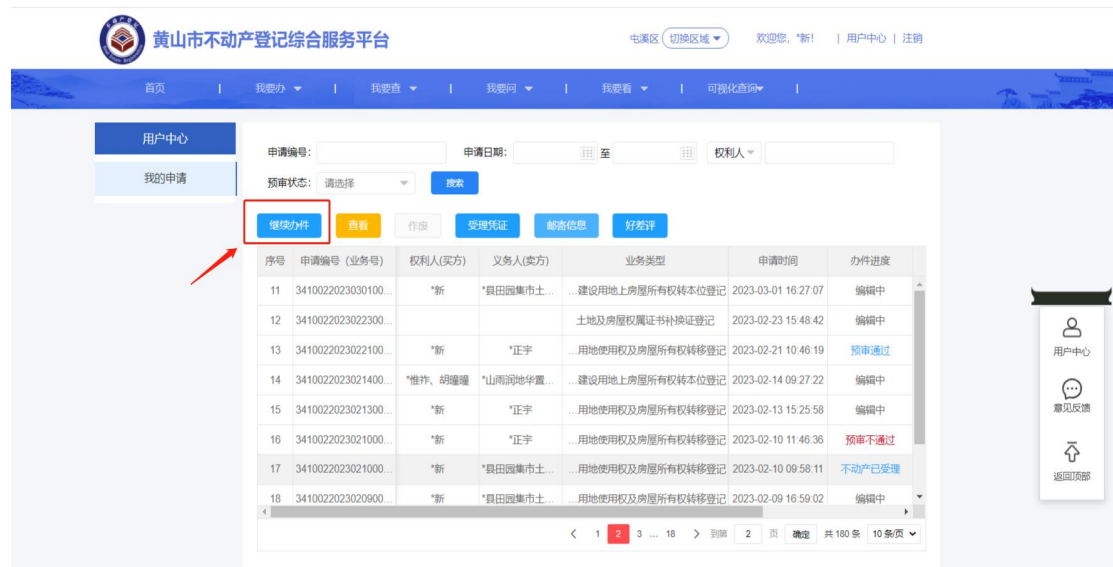 黄山市不动产登记综合服务平台
屯溪区 切换区域 欢迎您，*新! | 用户中心 | 注销
首页 | 我要办 | 我要查 | 我要问 | 我要看 | 可视化查询 |
用户中心
我的申请
申请编号： 申请日期： 至 权利人
预审状态： 请选择 搜索
继续办件 查看 作废 受理凭证 邮寄信息 好差评
序号 申请编号（业务号） 权利人(买方) 义务人(卖方) 业务类型 申请时间 办件进度
11 3410022023030100... *新 *县田园集市土... ...建设用地上房屋所有权转本位登记 2023-03-01 16:27:07 编辑中
12 3410022023022300... 土地及房屋权属证书补换证登记 2023-02-23 15:48:42 编辑中
13 3410022023022100... *新 *正宇 ...用地使用权及房屋所有权转移登记 2023-02-21 10:46:19 预审通过
14 3410022023021400... *惟祚、胡瞳瞳 *山雨润地华置... ...建设用地上房屋所有权转本位登记 2023-02-14 09:27:22 编辑中
15 3410022023021300... *新 *正宇 ...用地使用权及房屋所有权转移登记 2023-02-13 15:25:58 编辑中
16 3410022023021000... *新 *正宇 ...用地使用权及房屋所有权转移登记 2023-02-10 11:46:36 预审不通过
17 3410022023021000... *新 *县田园集市土... ...用地使用权及房屋所有权转移登记 2023-02-10 09:58:11 不动产已受理
18 3410022023020900... *新 *县田园集市土... ...用地使用权及房屋所有权转移登记 2023-02-09 16:59:02 编辑中
1 2 3 ... 18 到第 2 页 确定 共 180 条 10 条/页
用户中心
意见反馈
返回顶部